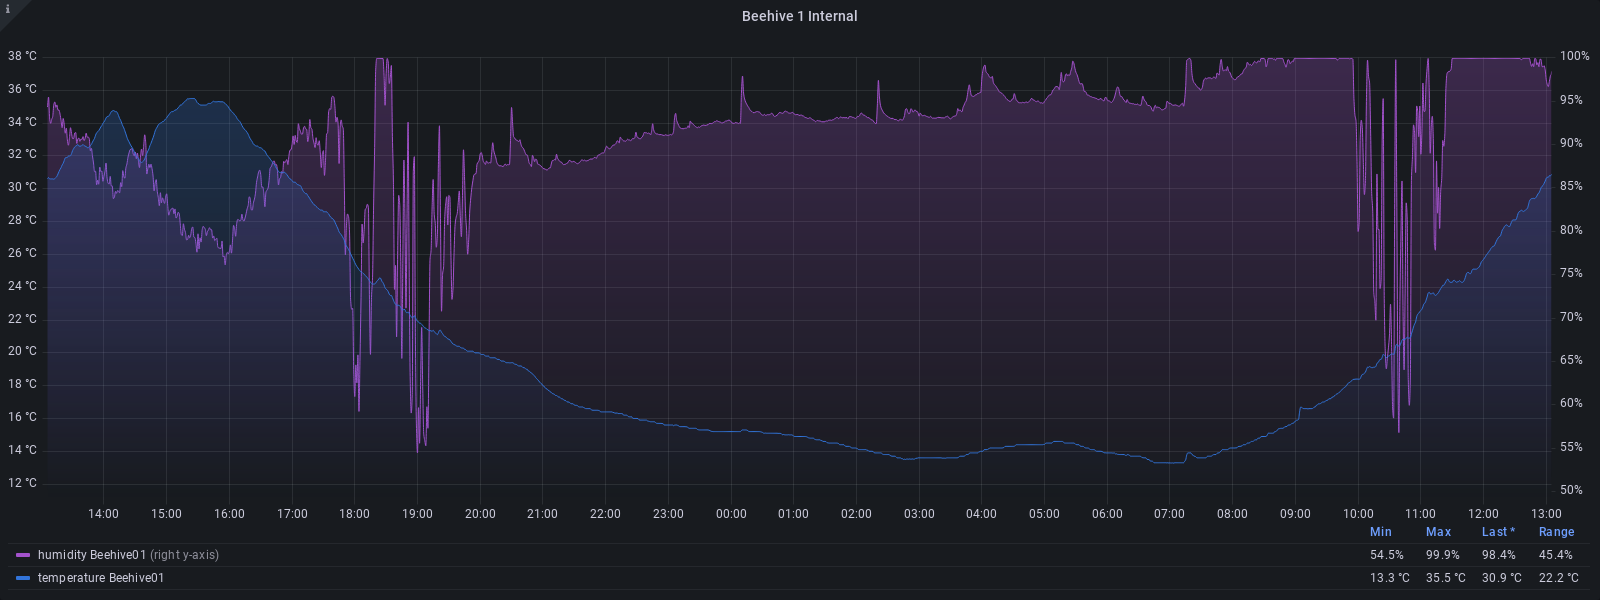 i
Beehive 1 Internal
38 °C 100%
36 °C 95%
34 °C 90%
32 °C 85%
30 °C 80%
28 °C 75%
26 °C 70%
24 °C 65%
22 °C 60%
20 °C 55%
18 °C 50%
16 °C
14 °C
12 °C
14:00 15:00 16:00 17:00 18:00 19:00 20:00 21:00 22:00 23:00 00:00 01:00 02:00 03:00 04:00 05:00 06:00 07:00 08:00 09:00 10:00 11:00 12:00 13:00
Min Max Last * Range
humidity Beehive01 (right y-axis) 54.5% 99.9% 98.4% 45.4%
temperature Beehive01 13.3 °C 35.5 °C 30.9 °C 22.2 °C